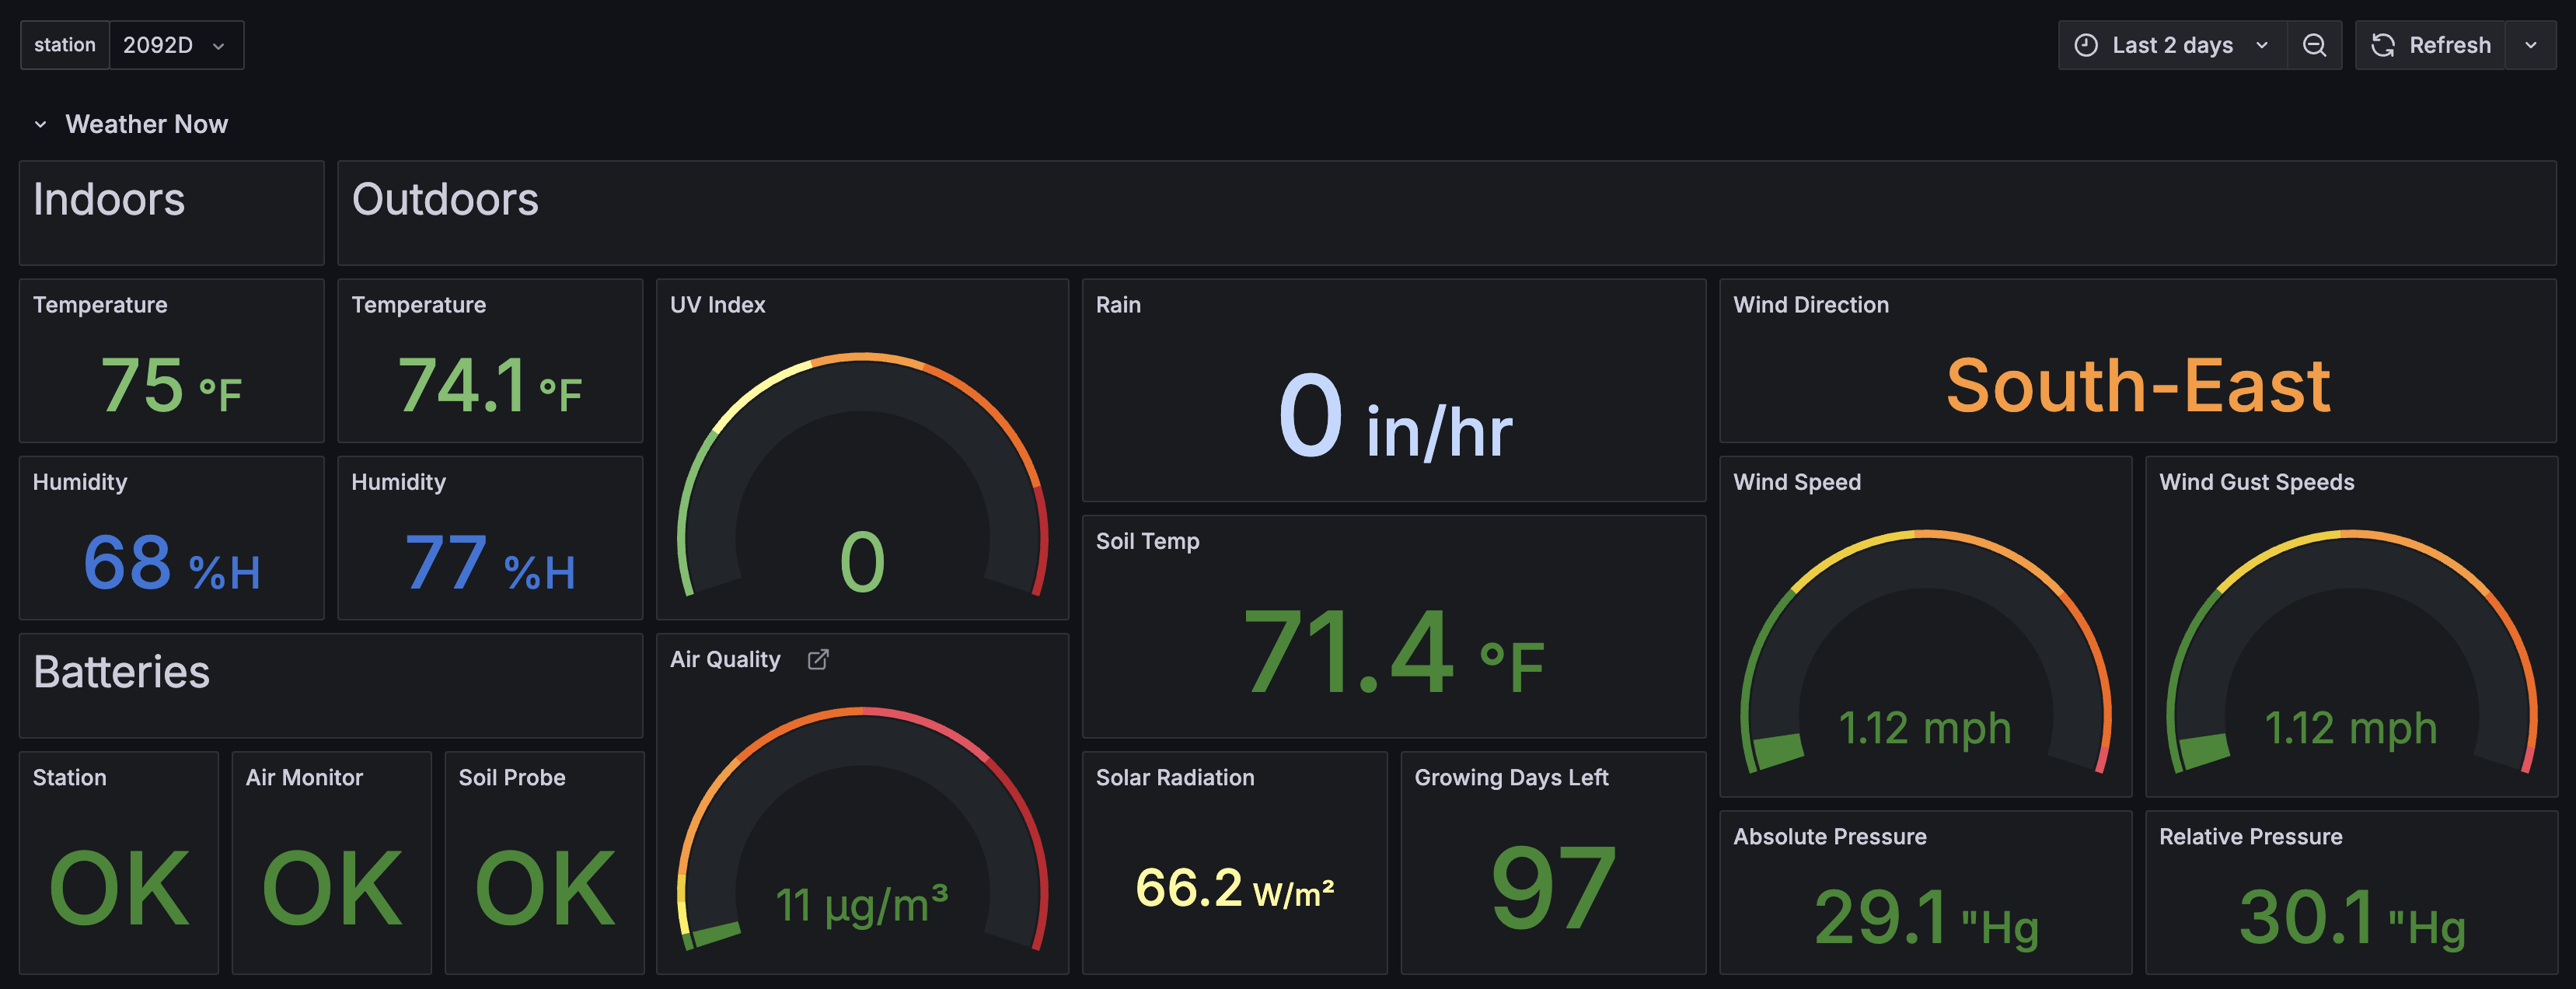 station 2092D
Last 2 days
Refresh
Weather Now
Indoors
Outdoors
Temperature
75 °F
Temperature
74.1 °F
UV Index
0
Rain
0 in/hr
Wind Direction
South-East
Humidity
68 %H
Humidity
77 %H
Wind Speed
1.12 mph
Wind Gust Speeds
1.12 mph
Soil Temp
71.4 °F
Batteries
Air Quality
11 µg/m³
Station
OK
Air Monitor
OK
Soil Probe
OK
Solar Radiation
66.2 W/m²
Growing Days Left
97
Absolute Pressure
29.1 "Hg
Relative Pressure
30.1 "Hg